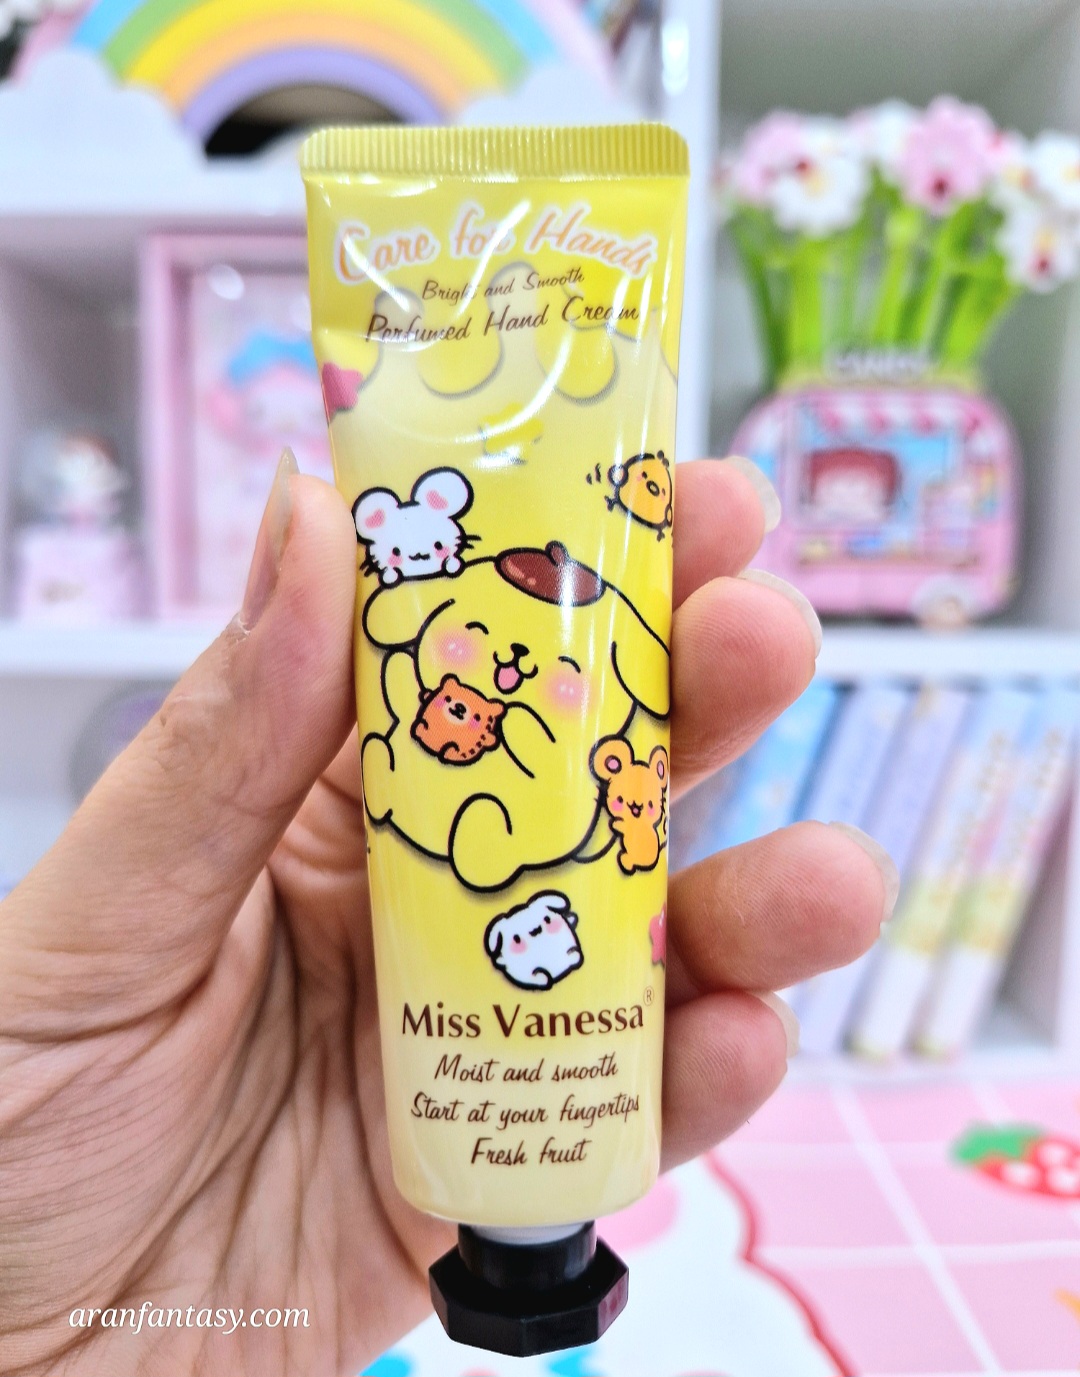 Care for Hands
Bright and Smooth
Perfumed Hand Cream
Miss Vanessa®
Moist and smooth
Start at your fingertips
Fresh fruit
aranfantasy.com